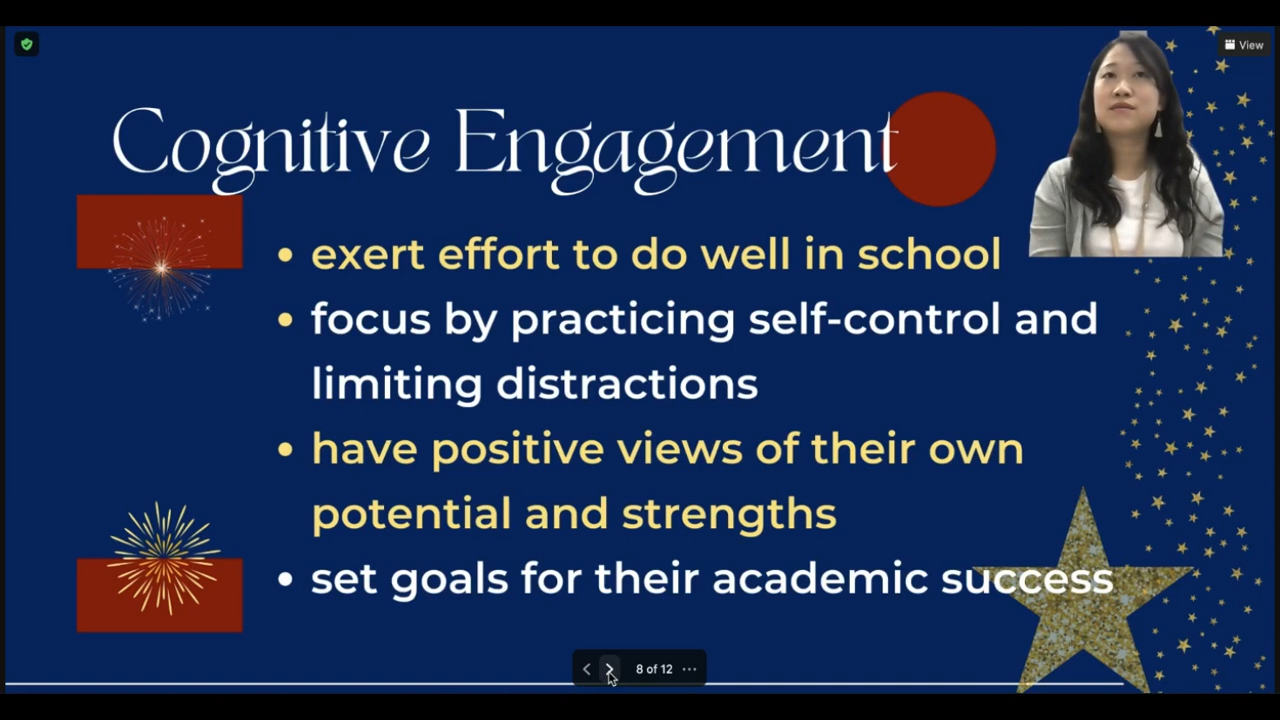 View
Cognitive Engagement
• exert effort to do well in school
• focus by practicing self-control and
limiting distractions
• have positive views of their own
potential and strengths
• set goals for their academic success
8 of 12